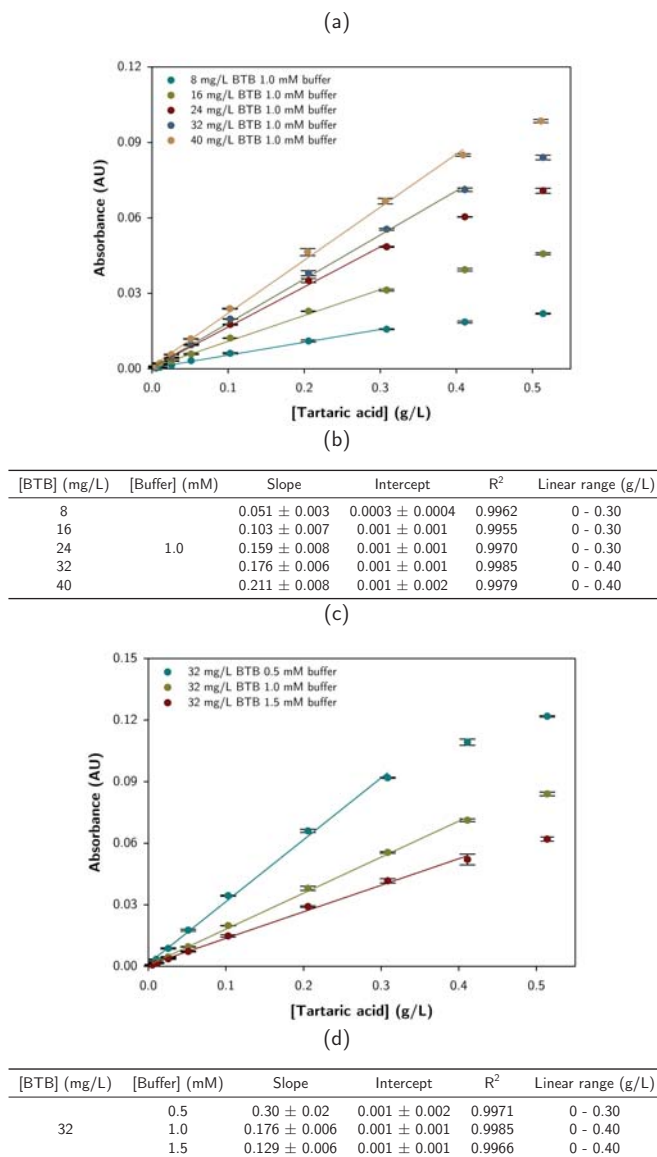 (a)
0.12
0.09
0.06
0.03
0.00
Absorbance (AU)
8 mg/L BTB 1.0 mM buffer
16 mg/L BTB 1.0 mM buffer
24 mg/L BTB 1.0 mM buffer
32 mg/L BTB 1.0 mM buffer
40 mg/L BTB 1.0 mM buffer
0.0 0.1 0.2 0.3 0.4 0.5
[Tartaric acid] (g/L)
(b)
[BTB] (mg/L) [Buffer] (mM) Slope Intercept R² Linear range (g/L)
8 0.051 ± 0.003 0.0003 ± 0.0004 0.9962 0 - 0.30
16 0.103 ± 0.007 0.001 ± 0.001 0.9955 0 - 0.30
24 1.0 0.159 ± 0.008 0.001 ± 0.001 0.9970 0 - 0.30
32 0.176 ± 0.006 0.001 ± 0.001 0.9985 0 - 0.40
40 0.211 ± 0.008 0.001 ± 0.002 0.9979 0 - 0.40
(c)
0.15
0.12
0.09
0.06
0.03
0.00
Absorbance (AU)
32 mg/L BTB 0.5 mM buffer
32 mg/L BTB 1.0 mM buffer
32 mg/L BTB 1.5 mM buffer
0.0 0.1 0.2 0.3 0.4 0.5
[Tartaric acid] (g/L)
(d)
[BTB] (mg/L) [Buffer] (mM) Slope Intercept R² Linear range (g/L)
0.5 0.30 ± 0.02 0.001 ± 0.002 0.9971 0 - 0.30
32 1.0 0.176 ± 0.006 0.001 ± 0.001 0.9985 0 - 0.40
1.5 0.129 ± 0.006 0.001 ± 0.001 0.9966 0 - 0.40